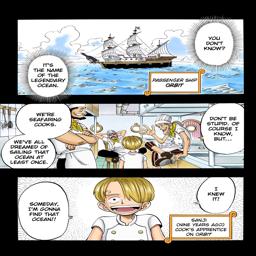 YOU
DON'T
KNOW?
IT'S
THE NAME
OF THE
LEGENDARY
OCEAN.
PASSENGER SHIP
ORBIT
DON'T BE
STUPID. OF
COURSE I
KNOW,
BUT...
WE'RE
SEAFARING
COOKS.
WE'VE ALL
DREAMED OF
SAILING THAT
OCEAN AT
LEAST ONCE.
I
KNEW
IT!
SOMEDAY,
I'M GONNA
FIND THAT
OCEAN!!
SANJI
(NINE YEARS AGO)
COOK'S APPRENTICE
ON ORBIT